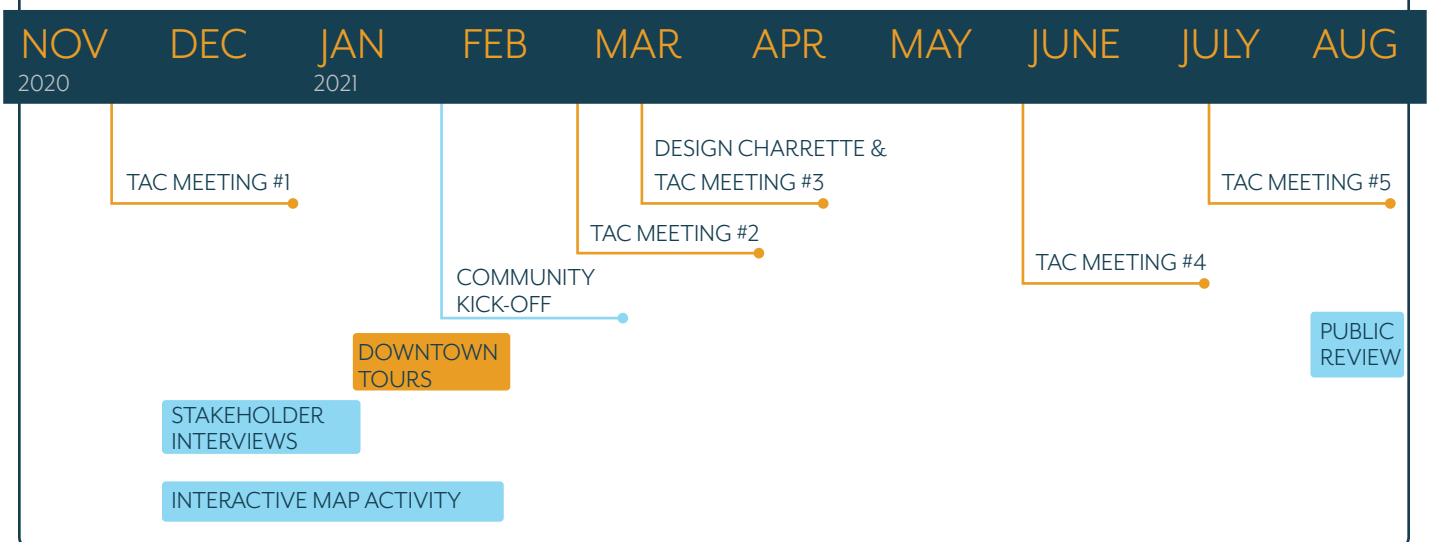 NOV DEC JAN FEB MAR APR MAY JUNE JULY AUG
2020 2021
DESIGN CHARRETTE &
TAC MEETING #1
TAC MEETING #3
TAC MEETING #5
TAC MEETING #2
TAC MEETING #4
COMMUNITY
KICK-OFF
PUBLIC
REVIEW
DOWNTOWN
TOURS
STAKEHOLDER
INTERVIEWS
INTERACTIVE MAP ACTIVITY